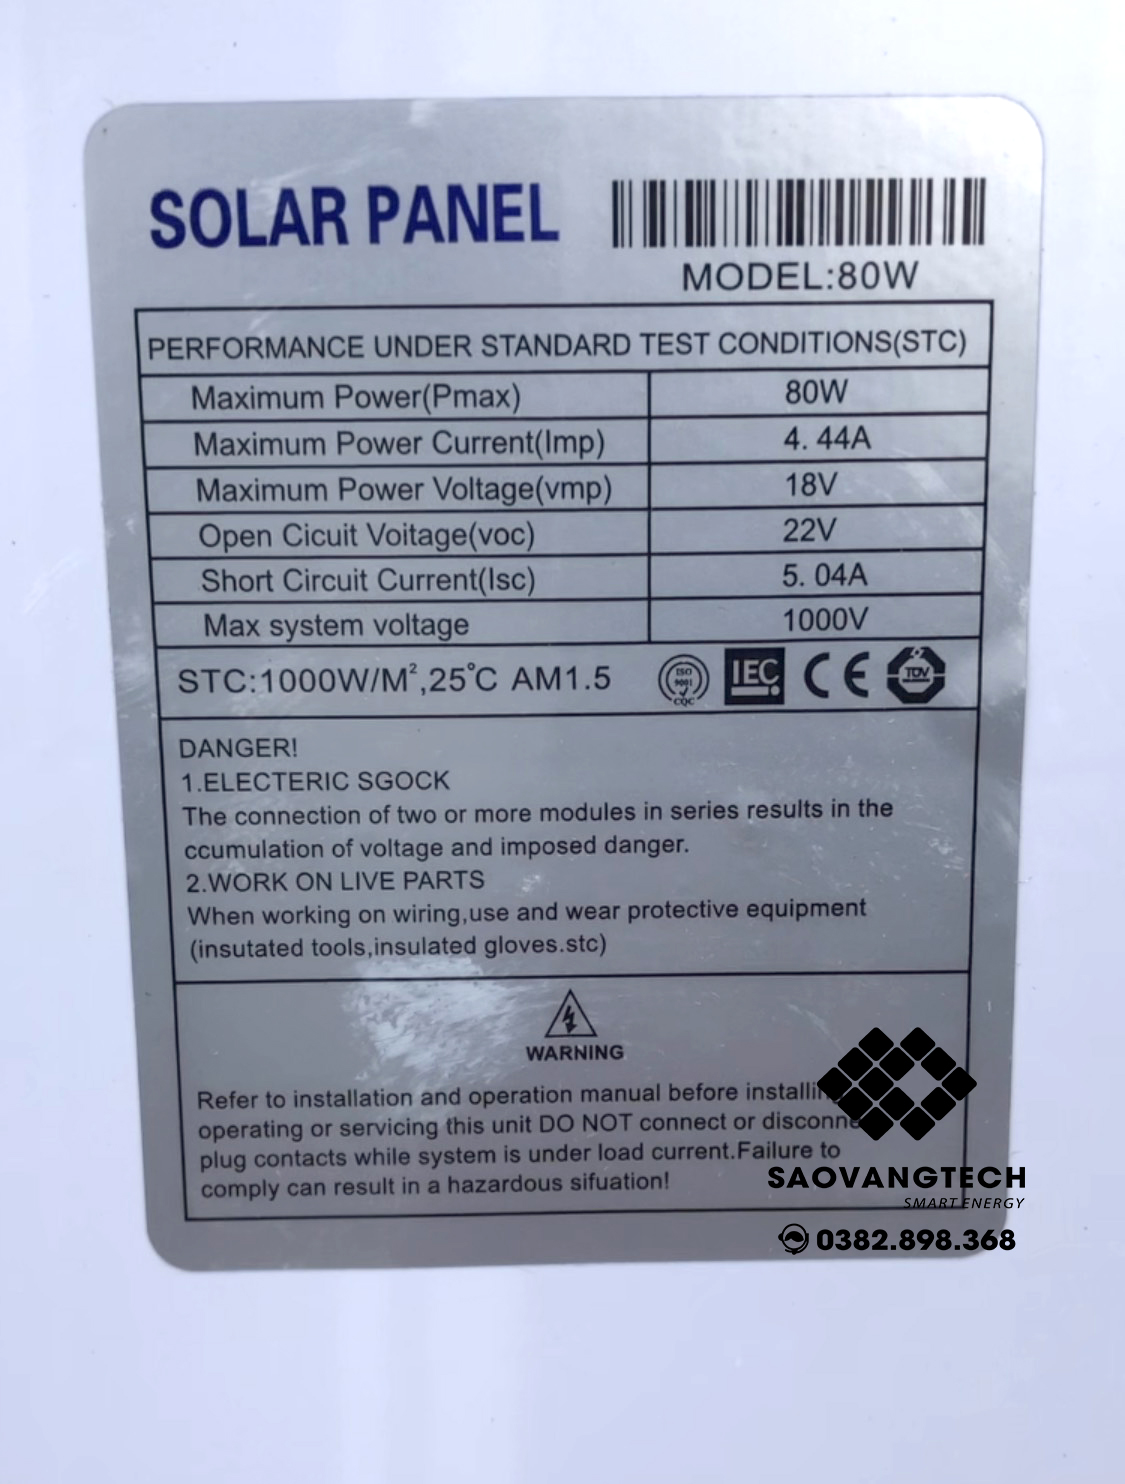 SOLAR PANEL
MODEL:80W
PERFORMANCE UNDER STANDARD TEST CONDITIONS(STC)
Maximum Power(Pmax) 80W
Maximum Power Current(Imp) 4. 44A
Maximum Power Voltage(vmp) 18V
Open Cicuit Voitage(voc) 22V
Short Circuit Current(Isc) 5. 04A
Max system voltage 1000V
STC:1000W/M²,25°C AM1.5
ISO
9001
CQC
IEC
CE
TÜV
DANGER!
1.ELECTERIC SGOCK
The connection of two or more modules in series results in the
ccumulation of voltage and imposed danger.
2.WORK ON LIVE PARTS
When working on wiring,use and wear protective equipment
(insutated tools,insulated gloves.stc)
WARNING
Refer to installation and operation manual before
operating or servicing this unit DO NOT connect or
plug contacts while system is under load current.Failure to
comply can result in a hazardous sifuation!
SAOVANGTECH
SMART ENERGY
0382.898.368